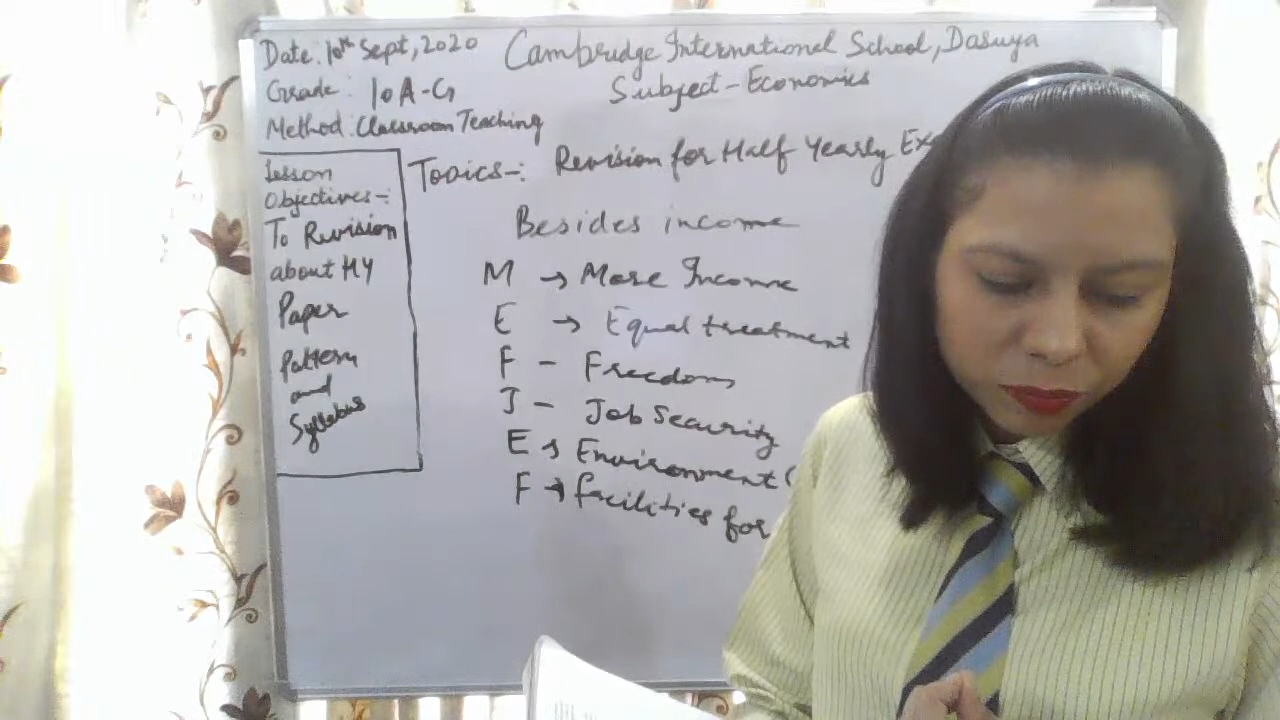 Date: 10th Sept, 2020
Cambridge International School, Dasuya
Grade: 10 A-G
Subject - Economics
Method: Classroom Teaching
Topics-: Revision for Half Yearly
Lesson
Objectives-:
To Revision
about HY
Paper
Pattern
and
Syllebus
Besides income
M → More Income
E → Equal treatment
F - Freedom
J - Job Security
E → Environment (
F → facilities for